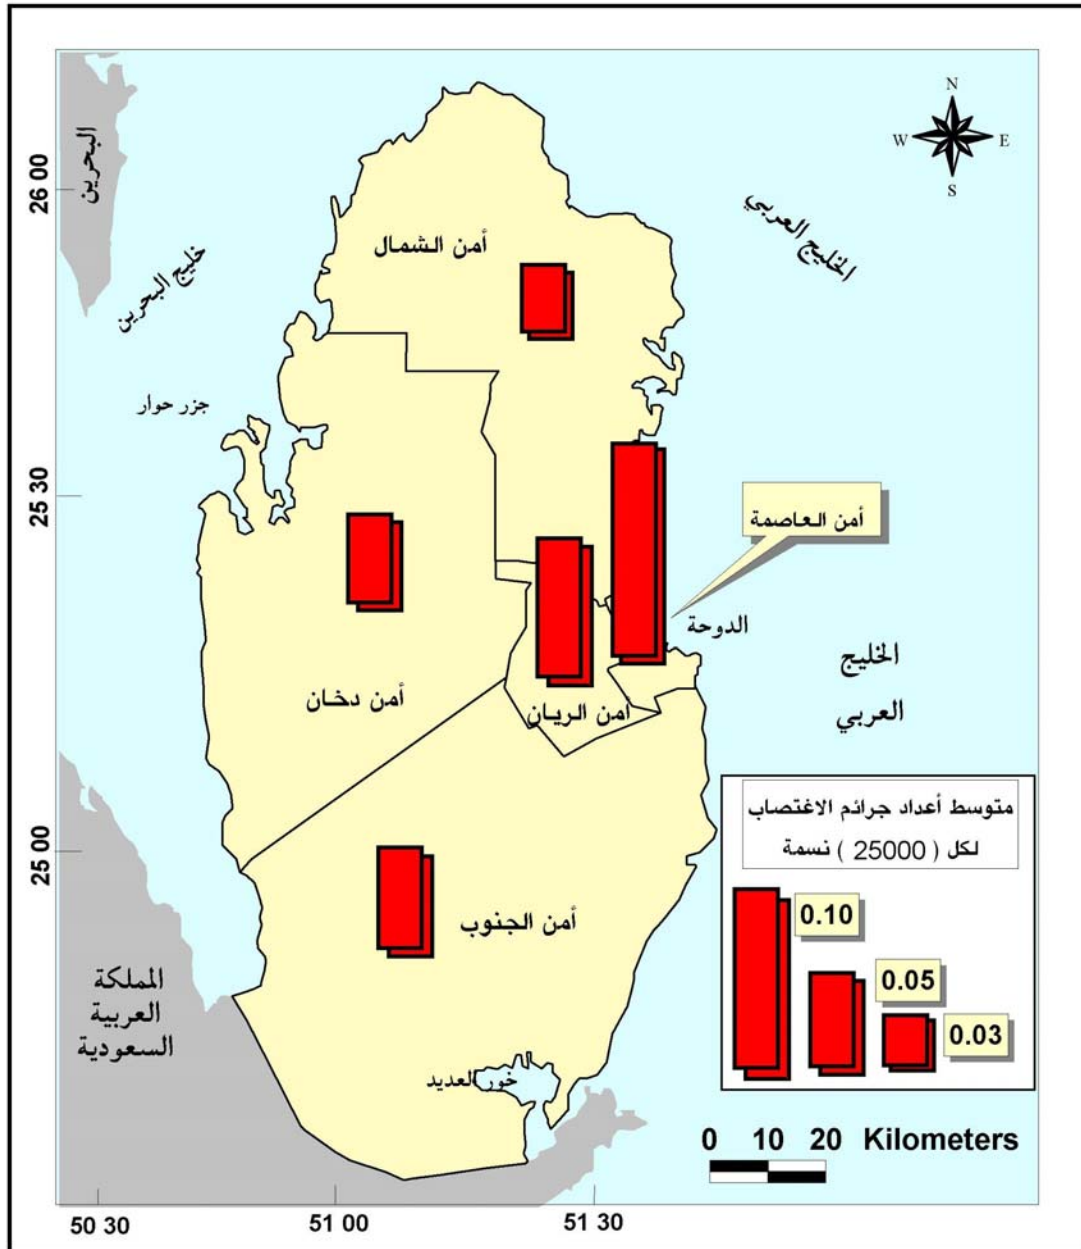 N
W E
S
البحرين
26 00
خليج البحرين
أمن الشمال
الخليج العربي
جزر حوار
25 30
أمن العاصمة
الدوحة
الخليج
العربي
أمن دخان
أمن الريان
متوسط أعداد جرائم الاغتصاب
لكل ( 25000 ) نسمة
0.10
0.05
0.03
25 00
أمن الجنوب
المملكة
العربية
السعودية
خور العديد
0 10 20 Kilometers
50 30
51 00
51 30